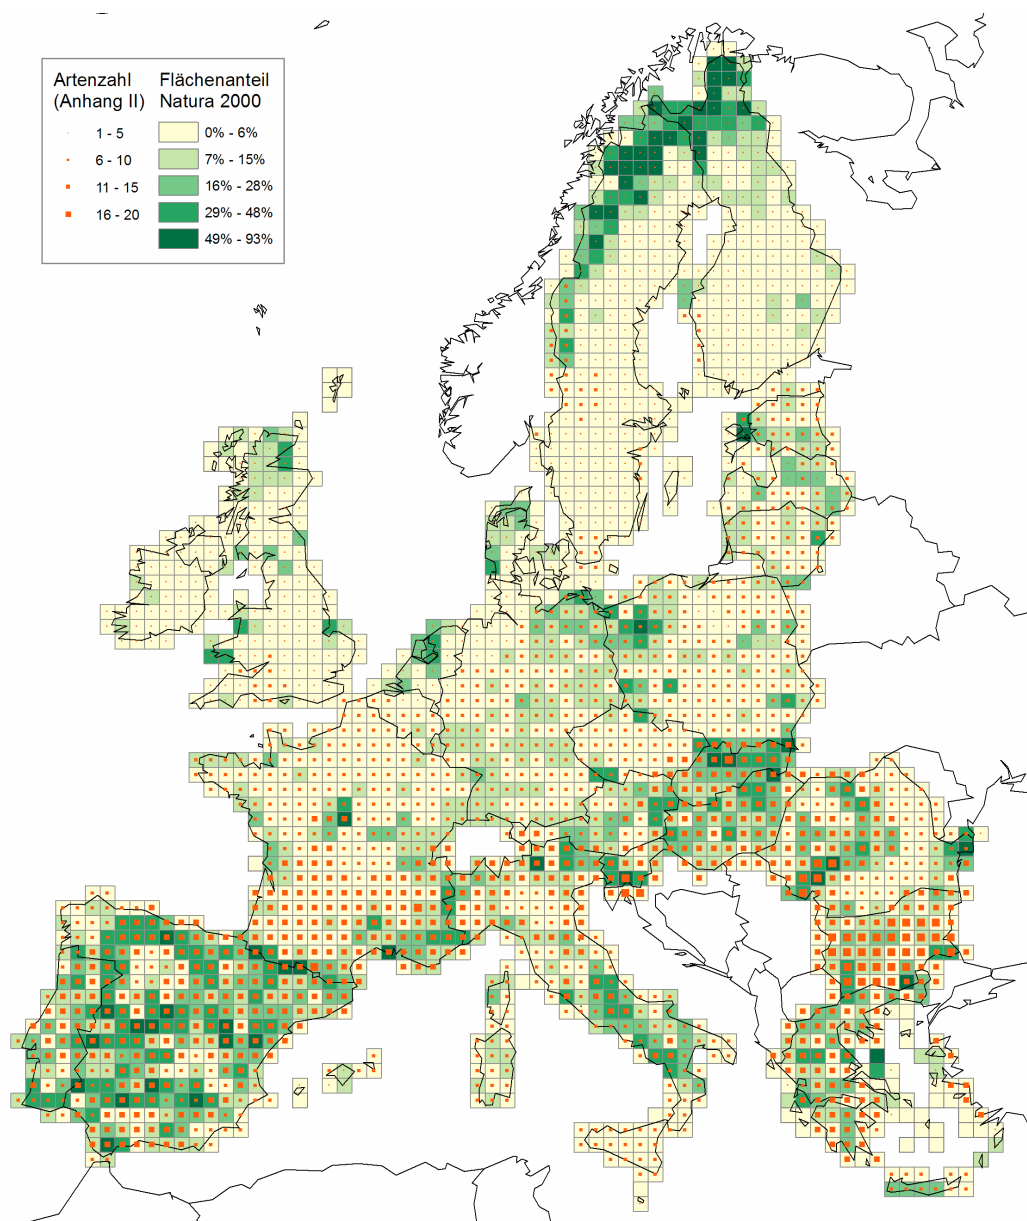 Artenzahl
(Anhang II)
1 - 5
6 - 10
11 - 15
16 - 20
Flächenanteil
Natura 2000
0% - 6%
7% - 15%
16% - 28%
29% - 48%
49% - 93%